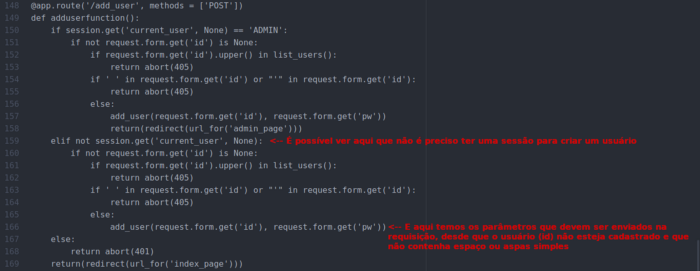 148 @app.route('/add_user', methods = ['POST'])
149 def adduserfunction():
150 if session.get('current_user', None) == 'ADMIN':
151 if not request.form.get('id') is None:
152 if request.form.get('id').upper() in list_users():
153 return abort(405)
154 if ' ' in request.form.get('id') or "'" in request.form.get('id'):
155 return abort(405)
156 else:
157 add_user(request.form.get('id'), request.form.get('pw'))
158 return(redirect(url_for('admin_page')))
159 elif not session.get('current_user', None): <-- É possível ver aqui que não é preciso ter uma sessão para criar um usuário
160 if not request.form.get('id') is None:
161 if request.form.get('id').upper() in list_users():
162 return abort(405)
163 if ' ' in request.form.get('id') or "'" in request.form.get('id'):
164 return abort(405)
165 else:
166 add_user(request.form.get('id'), request.form.get('pw')) <-- E aqui temos os parâmetros que devem ser enviados na
167 else: requisição, desde que o usuário (id) não esteja cadastrado e que
168 return abort(401) não contenha espaço ou aspas simples
169 return(redirect(url_for('index_page')))